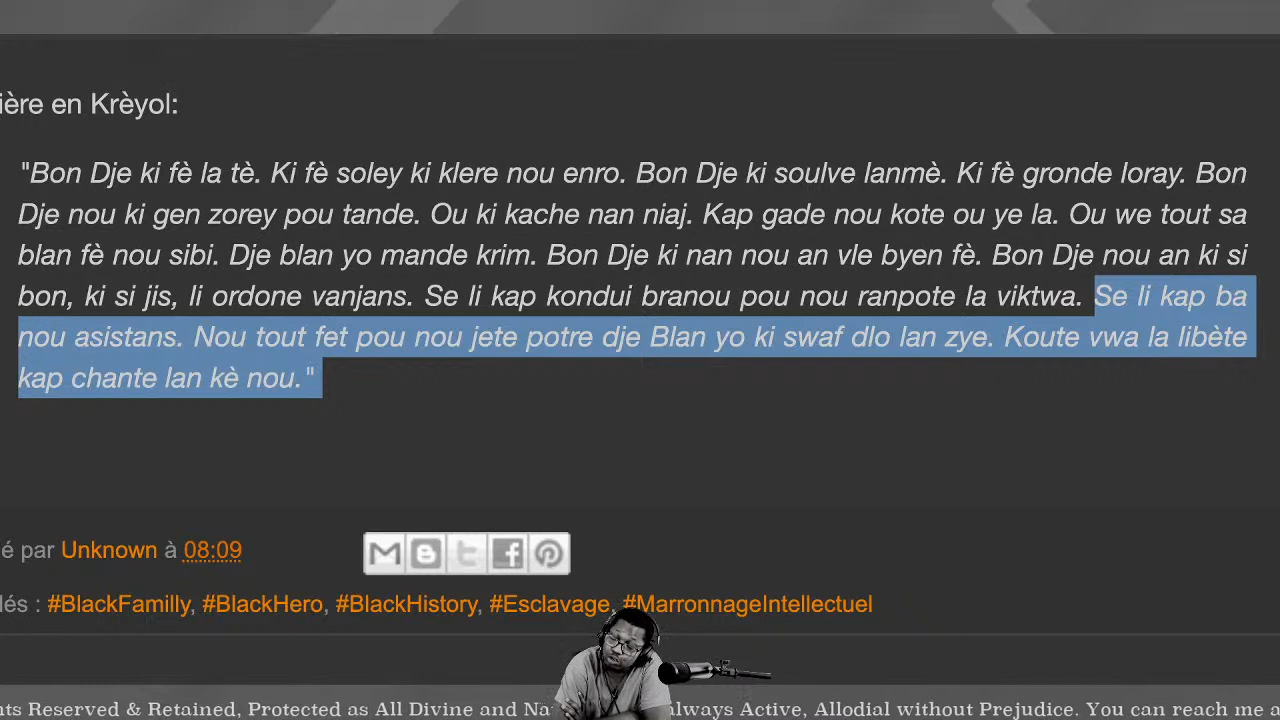 ière en Krèyol:
"Bon Dje ki fè la tè. Ki fè soley ki klere nou enro. Bon Dje ki soulve lanmè. Ki fè gronde loray. Bon
Dje nou ki gen zorey pou tande. Ou ki kache nan niaj. Kap gade nou kote ou ye la. Ou we tout sa
blan fè nou sibi. Dje blan yo mande krim. Bon Dje ki nan nou an vle byen fè. Bon Dje nou an ki si
bon, ki si jis, li ordone vanjans. Se li kap kondui branou pou nou ranpote la viktwa. Se li kap ba
nou asistans. Nou tout fet pou nou jete potre dje Blan yo ki swaf dlo lan zye. Koute vwa la libète
kap chante lan kè nou."
é par Unknown à 08:09
lés : #BlackFamilly, #BlackHero, #BlackHistory, #Esclavage, #MarronnageIntellectuel
nts Reserved & Retained, Protected as All Divine and Na always Active, Allodial without Prejudice. You can reach me a